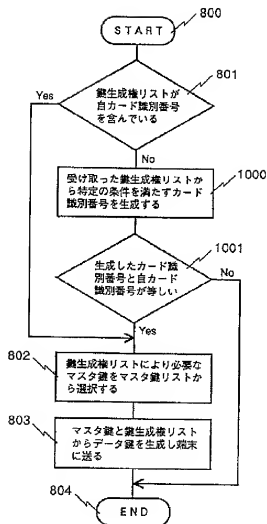 800
START
801
鍵生成権リストが
自カード識別番号
を含んでいる
Yes
No
1000
受け取った鍵生成権リストから
特定の条件を満たすカード
識別番号を生成する
1001
生成したカード識
別番号と自カード
識別番号が等しい
No
Yes
802
鍵生成権リストにより必要な
マスタ鍵をマスタ鍵リストか
ら選択する
803
マスタ鍵と鍵生成権リスト
からデータ鍵を生成し端末
に送る
804
END